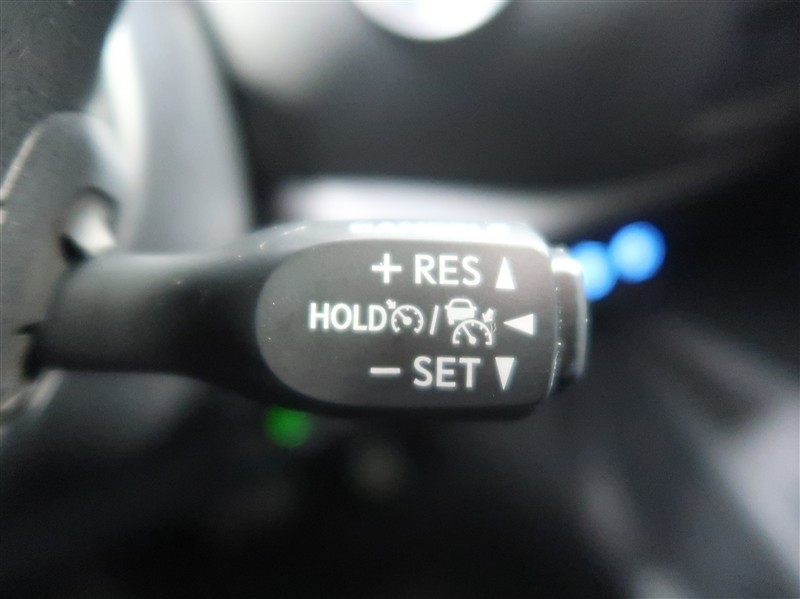 + RES ▲
HOLD / ◀
− SET ▼